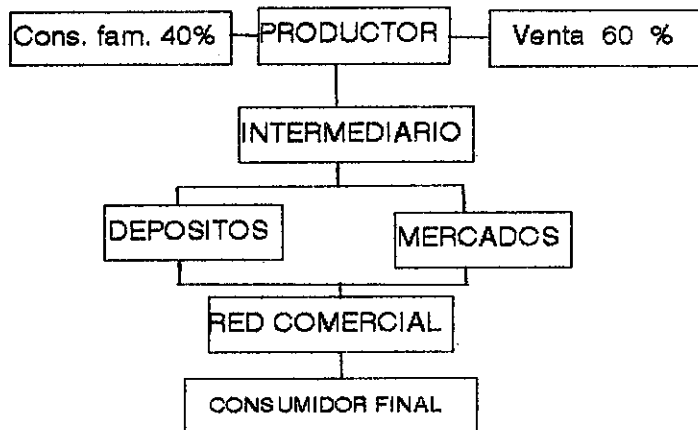 Cons. fam. 40%
PRODUCTOR
Venta 60 %
INTERMEDIARIO
DEPOSITOS
MERCADOS
RED COMERCIAL
CONSUMIDOR FINAL